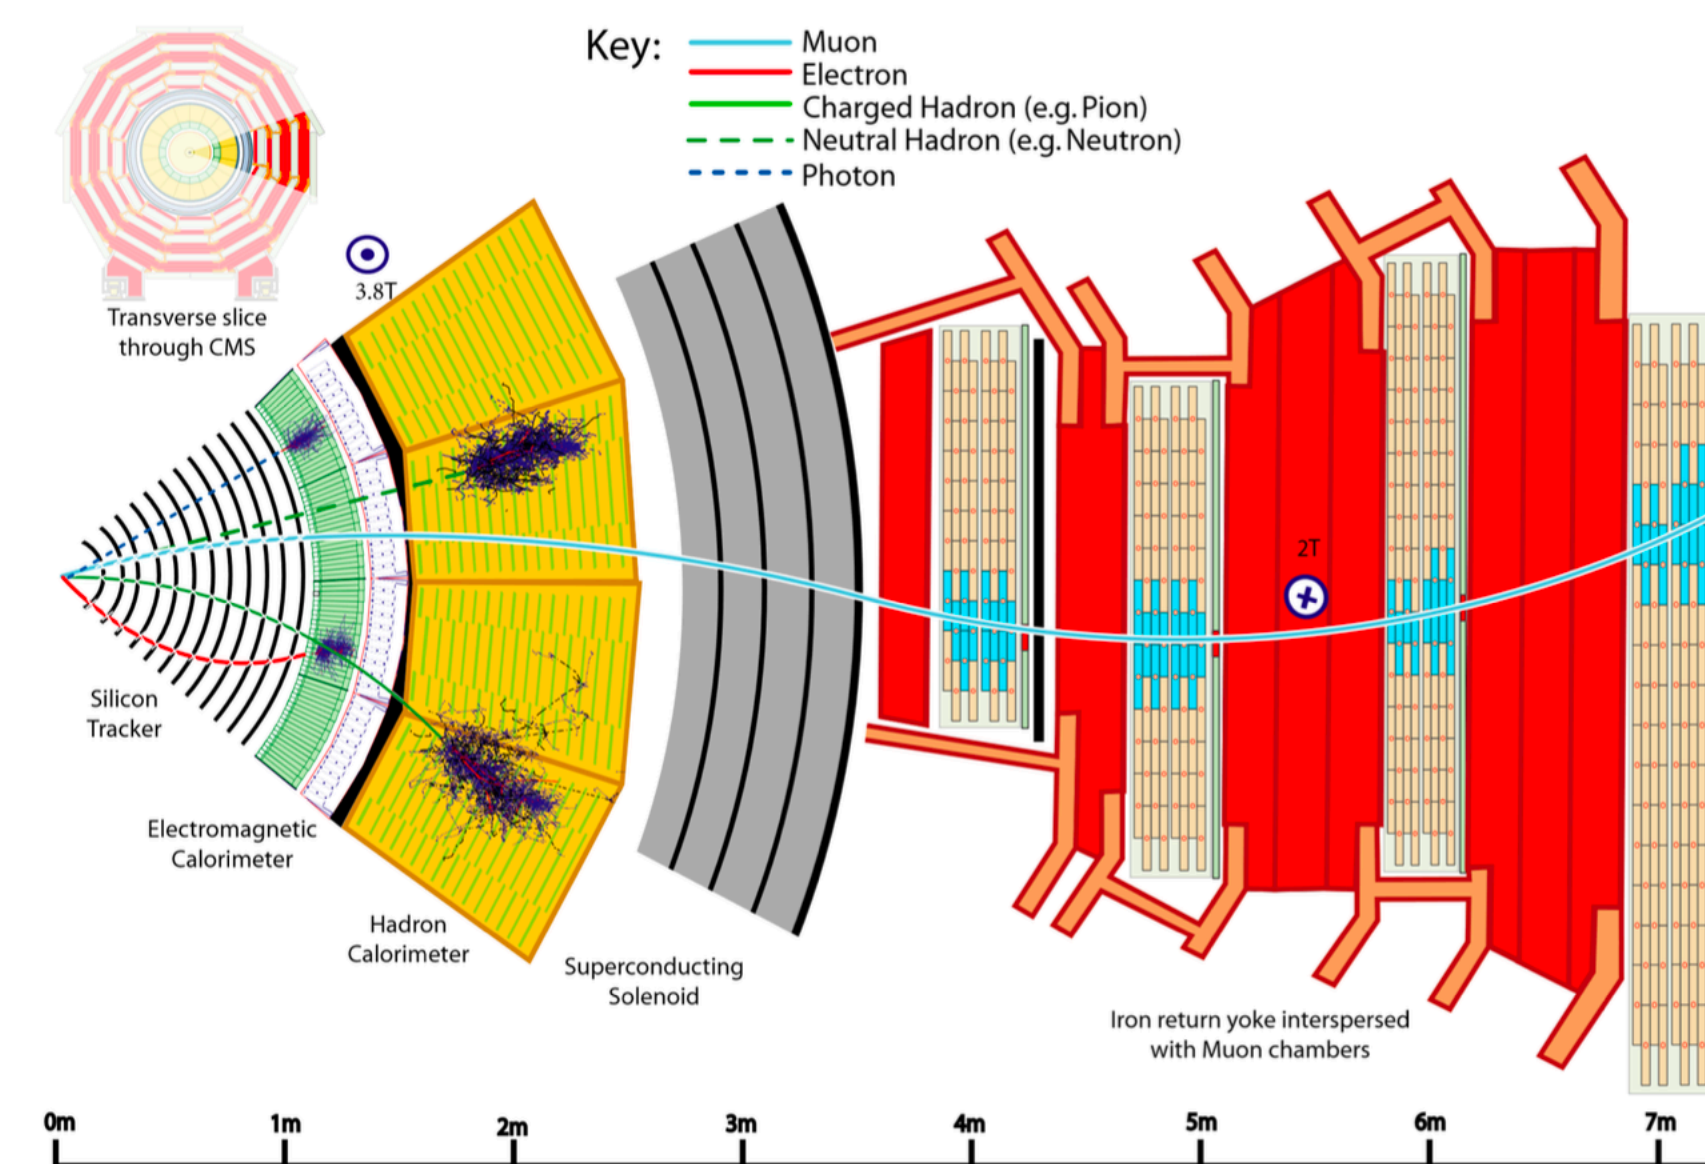 Key:
Muon
Electron
Charged Hadron (e.g. Pion)
Neutral Hadron (e.g. Neutron)
Photon
3.8T
Transverse slice
through CMS
2T
Silicon
Tracker
Electromagnetic
Calorimeter
Hadron
Calorimeter
Superconducting
Solenoid
Iron return yoke interspersed
with Muon chambers
0m 1m 2m 3m 4m 5m 6m 7m